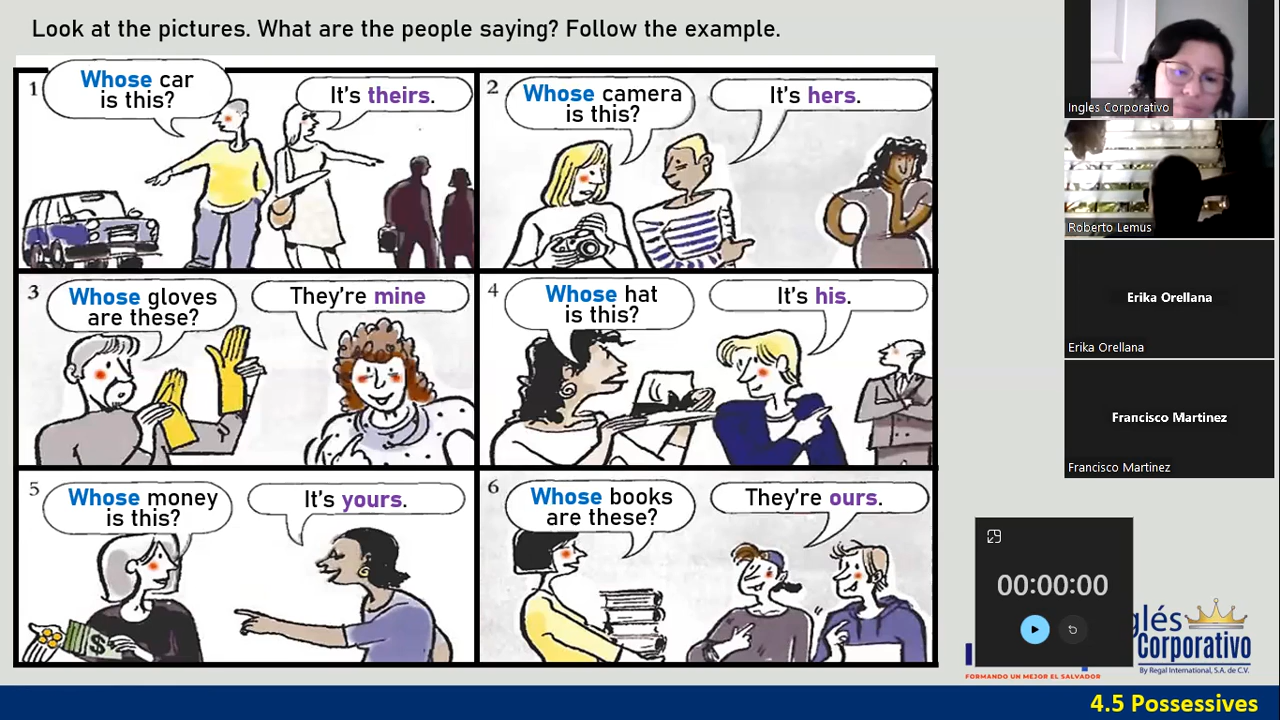 Look at the pictures. What are the people saying? Follow the example.
1
Whose car
is this?
It's theirs.
2
Whose camera
is this?
It's hers.
3
Whose gloves
are these?
They're mine
4
Whose hat
is this?
It's his.
5
Whose money
is this?
It's yours.
$
6
Whose books
are these?
They're ours.
Ingles Corporativo
Roberto Lemus
Erika Orellana
Erika Orellana
Francisco Martinez
Francisco Martinez
00:00:00
glés
Corporativo
By Regal International, S.A. de C.V.
FORMANDO UN MEJOR EL SALVADOR
4.5 Possessives